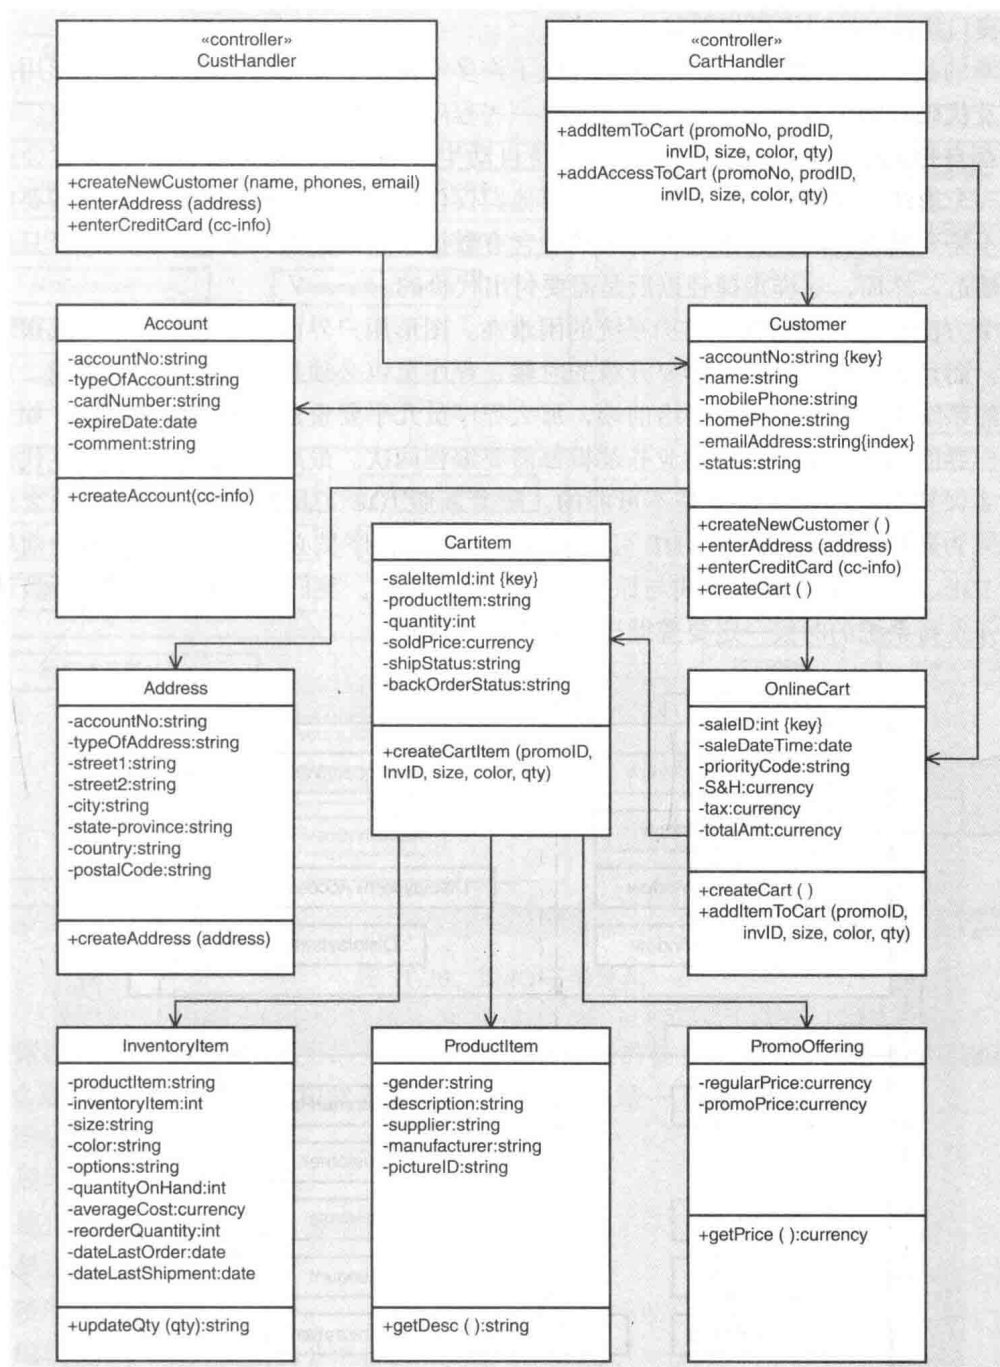 «controller»
CustHandler
+createNewCustomer (name, phones, email)
+enterAddress (address)
+enterCreditCard (cc-info)
«controller»
CartHandler
+addItemToCart (promoNo, prodID,
invID, size, color, qty)
+addAccessToCart (promoNo, prodID,
invID, size, color, qty)
Account
-accountNo:string
-typeOfAccount:string
-cardNumber:string
-expireDate:date
-comment:string
+createAccount(cc-info)
Customer
-accountNo:string {key}
-name:string
-mobilePhone:string
-homePhone:string
-emailAddress:string{index}
-status:string
+createNewCustomer ( )
+enterAddress (address)
+enterCreditCard (cc-info)
+createCart ( )
Cartitem
-saleItemId:int {key}
-productItem:string
-quantity:int
-soldPrice:currency
-shipStatus:string
-backOrderStatus:string
+createCartItem (promoID,
InvID, size, color, qty)
Address
-accountNo:string
-typeOfAddress:string
-street1:string
-street2:string
-city:string
-state-province:string
-country:string
-postalCode:string
+createAddress (address)
OnlineCart
-saleID:int {key}
-saleDateTime:date
-priorityCode:string
-S&H:currency
-tax:currency
-totalAmt:currency
+createCart ( )
+addItemToCart (promoID,
invID, size, color, qty)
InventoryItem
-productItem:string
-inventoryItem:int
-size:string
-color:string
-options:string
-quantityOnHand:int
-averageCost:currency
-reorderQuantity:int
-dateLastOrder:date
-dateLastShipment:date
+updateQty (qty):string
ProductItem
-gender:string
-description:string
-supplier:string
-manufacturer:string
-pictureID:string
+getDesc ( ):string
PromoOffering
-regularPrice:currency
-promoPrice:currency
+getPrice ( ):currency